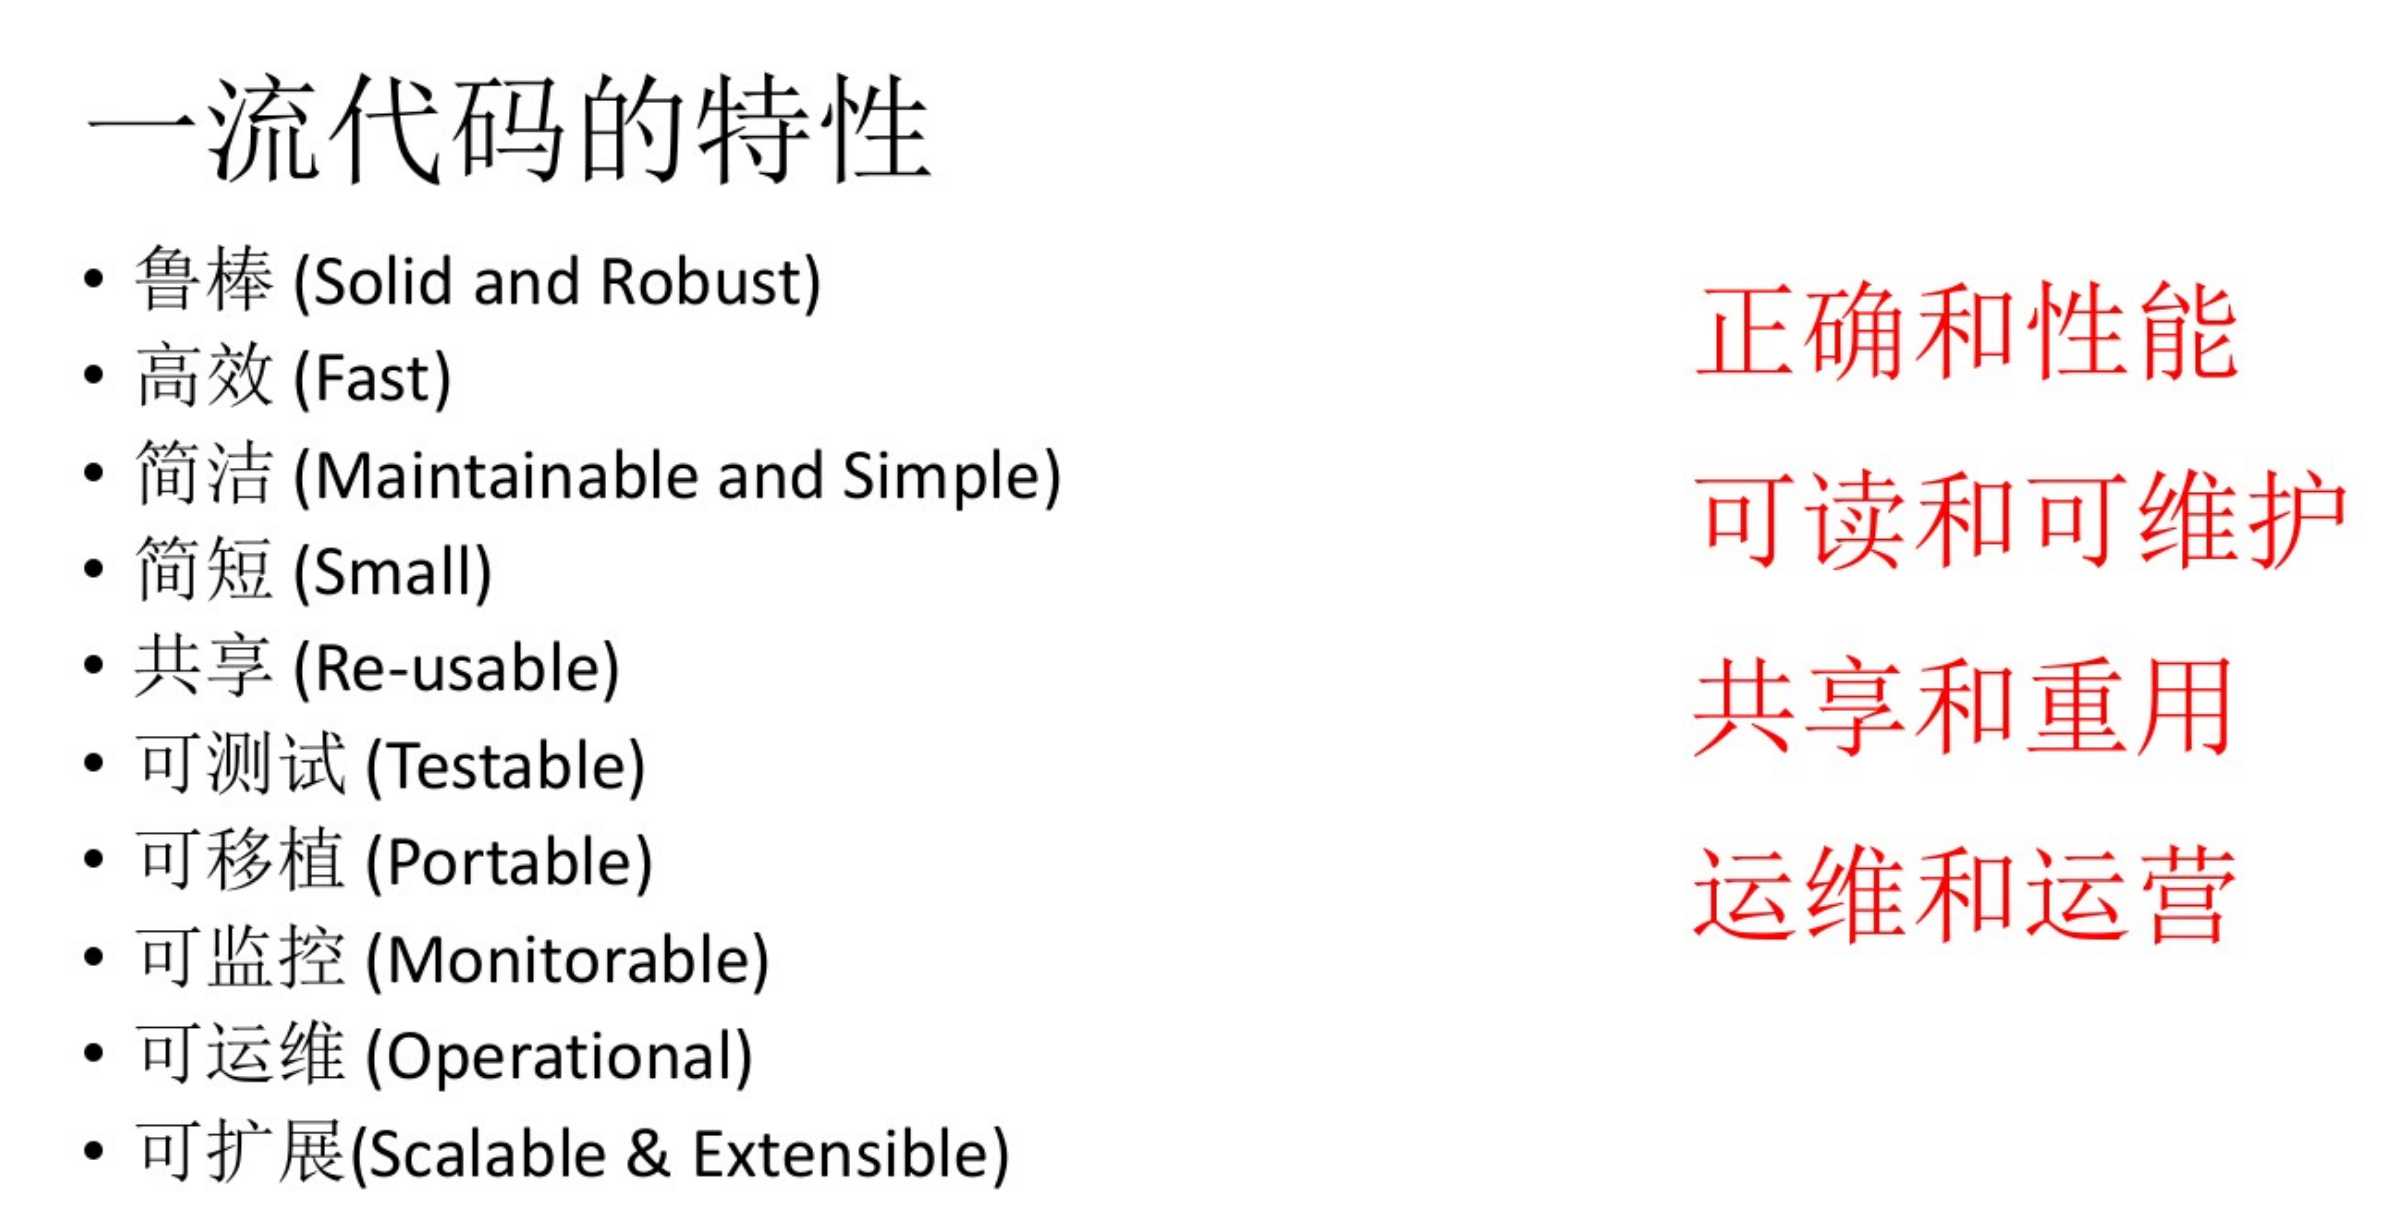 一流代码的特性
• 鲁棒 (Solid and Robust)
• 高效 (Fast)
• 简洁 (Maintainable and Simple)
• 简短 (Small)
• 共享 (Re-usable)
• 可测试 (Testable)
• 可移植 (Portable)
• 可监控 (Monitorable)
• 可运维 (Operational)
• 可扩展(Scalable & Extensible)
正确和性能
可读和可维护
共享和重用
运维和运营